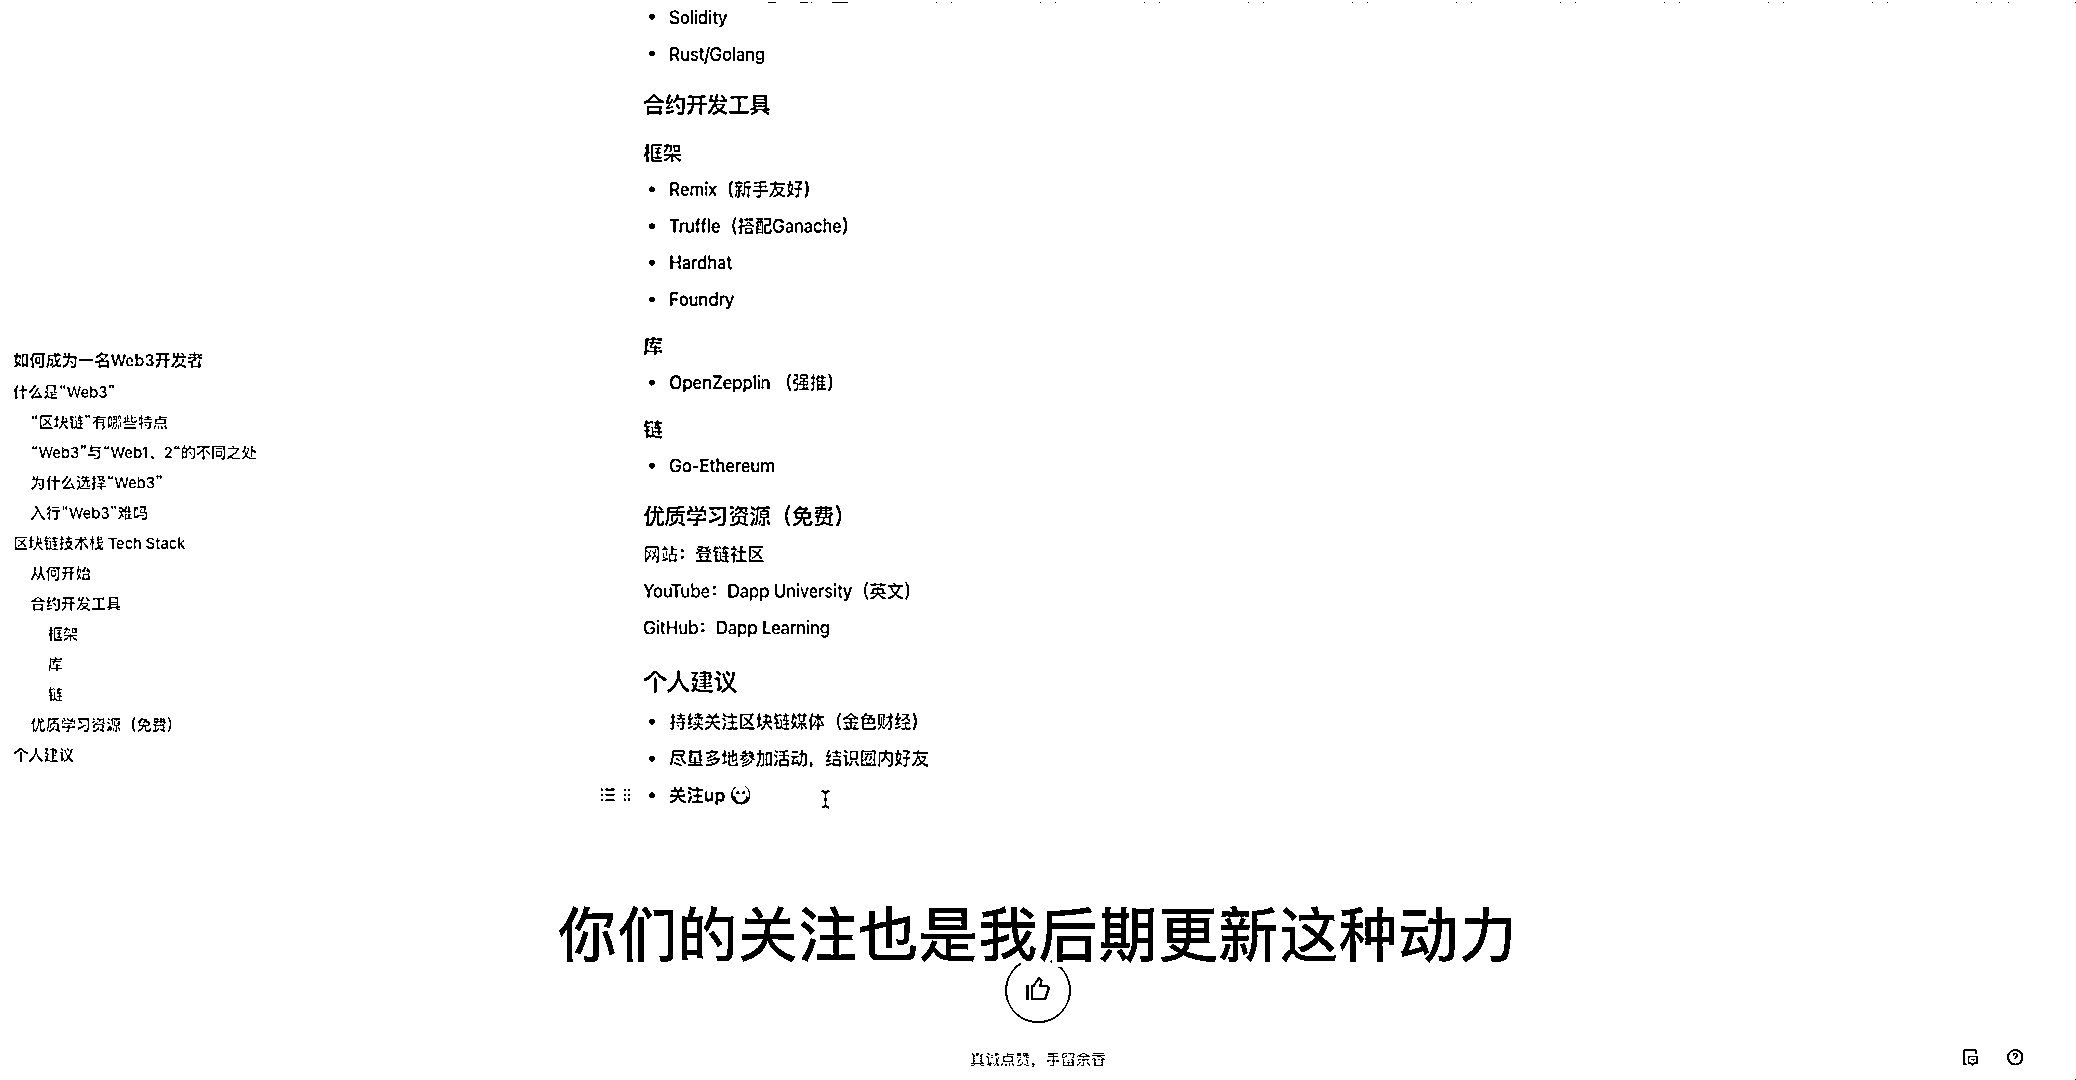 Solidity
Rust/Golang
合约开发工具
框架
Remix（新手友好）
Truffle（搭配Ganache）
Hardhat
Foundry
库
OpenZepplin （强推）
链
Go-Ethereum
优质学习资源（免费）
网站：登链社区
YouTube：Dapp University（英文）
GitHub：Dapp Learning
个人建议
持续关注区块链媒体（金色财经）
尽量多地参加活动，结识圈内好友
关注up
如何成为一名Web3开发者
什么是“Web3”
“区块链”有哪些特点
“Web3”与“Web1、2“的不同之处
为什么选择“Web3”
入行“Web3”难吗
区块链技术栈 Tech Stack
从何开始
合约开发工具
框架
库
链
优质学习资源（免费）
个人建议
你们的关注也是我后期更新这种动力
真诚点赞，手留余香